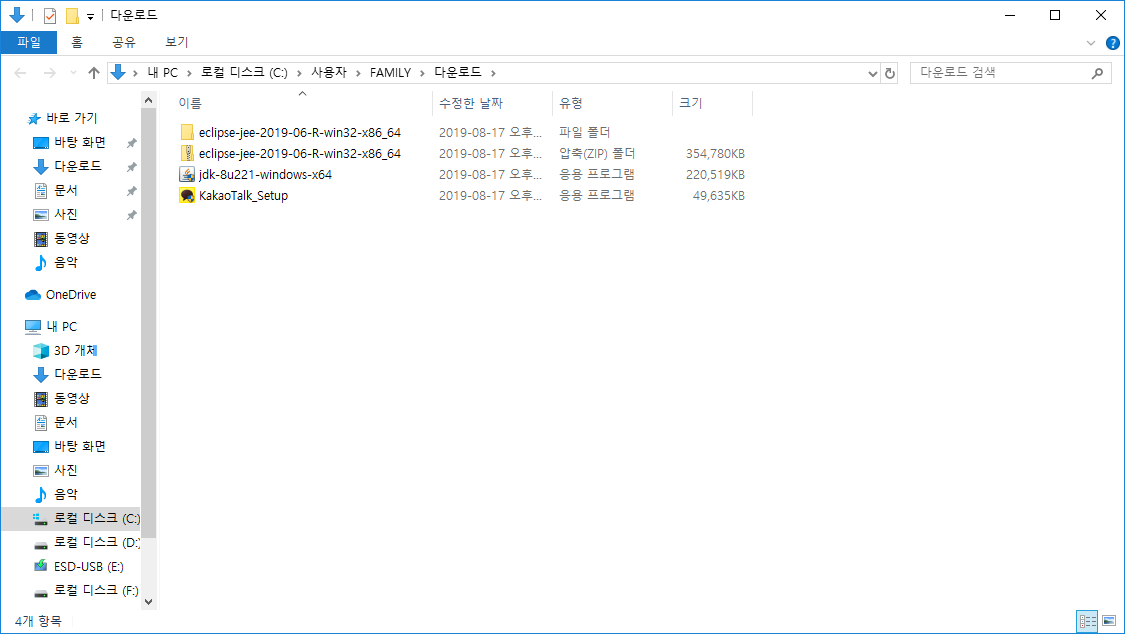 다운로드
파일 홈 공유 보기
내 PC 로컬 디스크 (C:) 사용자 FAMILY 다운로드 다운로드 검색
이름 수정한 날짜 유형 크기
eclipse-jee-2019-06-R-win32-x86_64 2019-08-17 오후... 파일 폴더
eclipse-jee-2019-06-R-win32-x86_64 2019-08-17 오후... 압축(ZIP) 폴더 354,780KB
jdk-8u221-windows-x64 2019-08-17 오후... 응용 프로그램 220,519KB
KakaoTalk_Setup 2019-08-17 오후... 응용 프로그램 49,635KB
바로 가기
바탕 화면
다운로드
문서
사진
동영상
음악
OneDrive
내 PC
3D 개체
다운로드
동영상
문서
바탕 화면
사진
음악
로컬 디스크 (C:)
로컬 디스크 (D:)
ESD-USB (E:)
로컬 디스크 (F:)
4개 항목